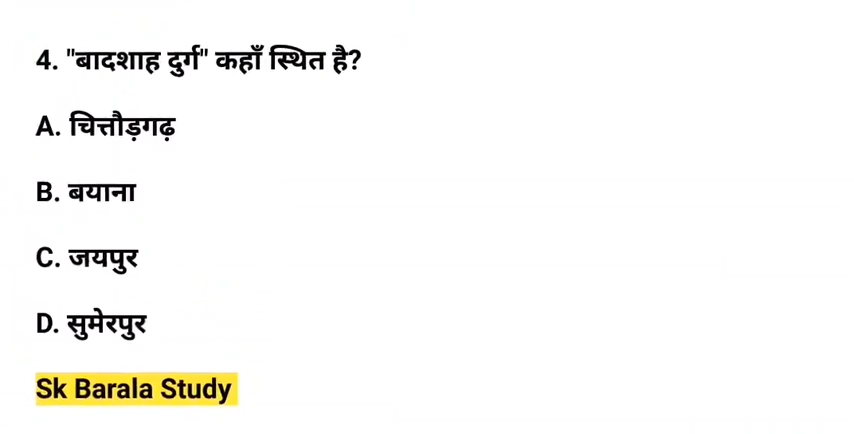 4. "बादशाह दुर्ग" कहाँ स्थित है?
A. चित्तौड़गढ़
B. बयाना
C. जयपुर
D. सुमेरपुर
Sk Barala Study